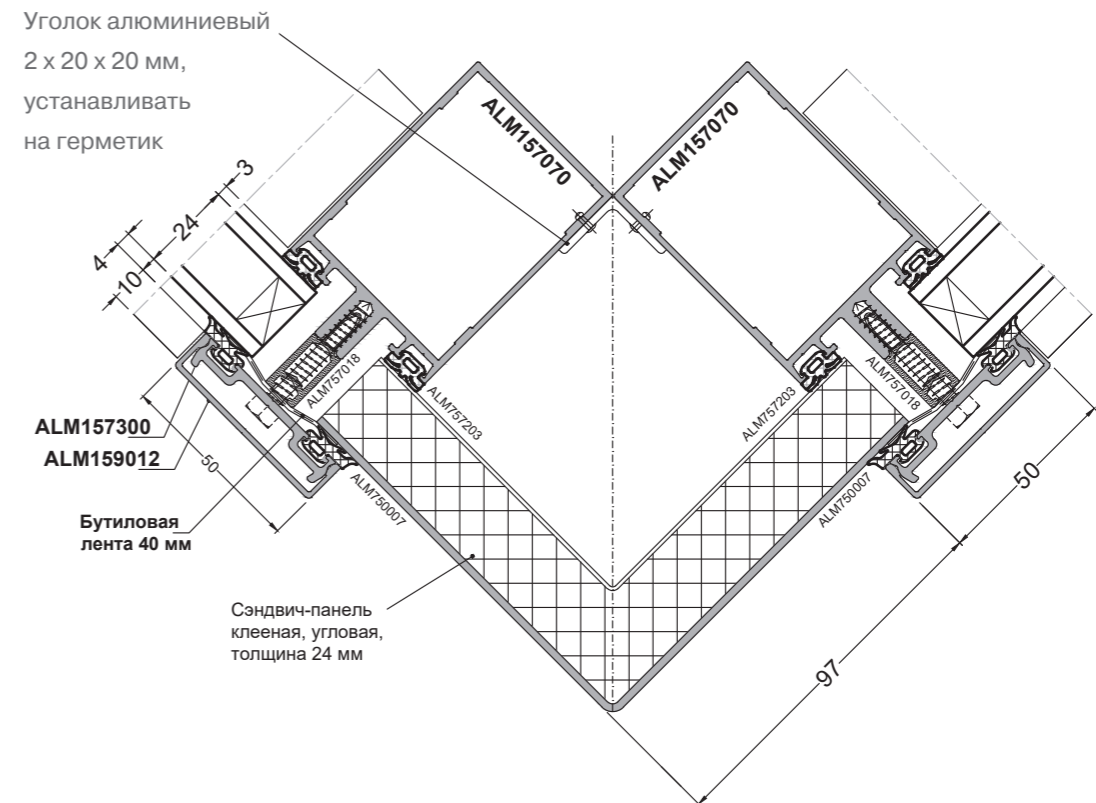 Уголок алюминиевый
2 x 20 x 20 мм,
устанавливать
на герметик
ALM157070
ALM157070
3
24
4
10
ALM757018
ALM757203
ALM757203
ALM757018
ALM157300
ALM159012
50
ALM750007
ALM750007
50
Бутиловая
лента 40 мм
Сэндвич-панель
клееная, угловая,
толщина 24 мм
97